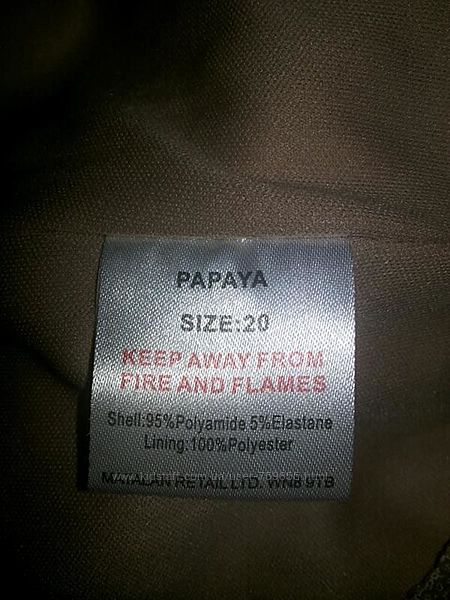 PAPAYA
SIZE:20
KEEP AWAY FROM
FIRE AND FLAMES
Shell:95%Polyamide 5%Elastane
Lining:100%Polyester
MATALAN RETAIL LTD. WN8 9TB